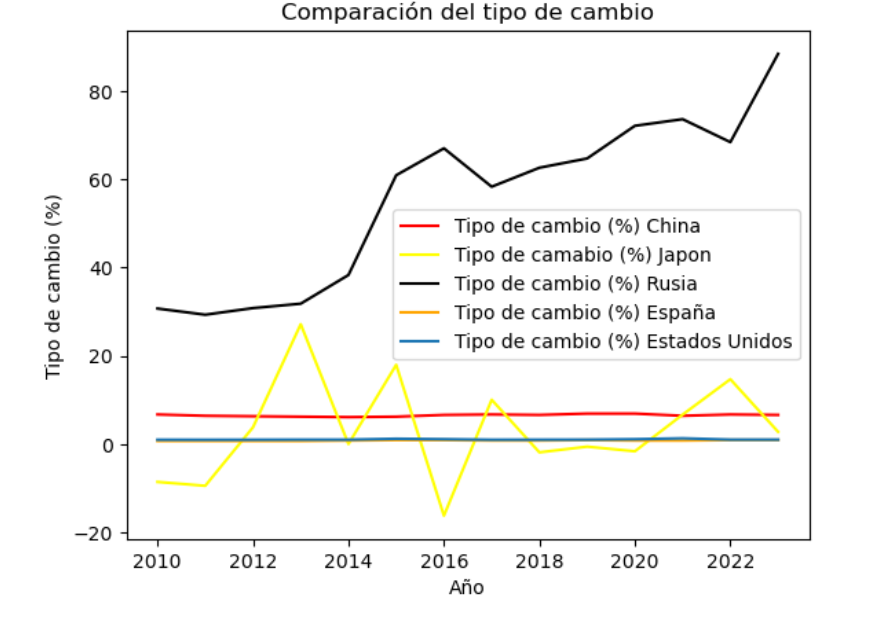 Comparación del tipo de cambio
Tipo de cambio (%)
80
60
40
20
0
−20
Tipo de cambio (%) China
Tipo de camabio (%) Japon
Tipo de cambio (%) Rusia
Tipo de cambio (%) España
Tipo de cambio (%) Estados Unidos
2010 2012 2014 2016 2018 2020 2022
Año